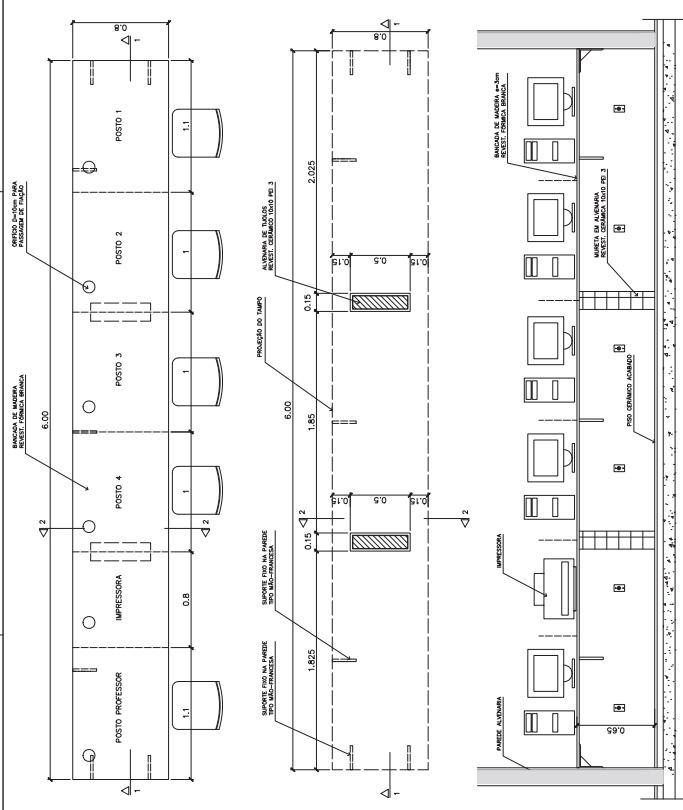 ORIFÍCIO D=10cm PARA
PASSAGEM DE FIAÇÃO
BANCADA DE MADEIRA
REVEST. FÓRMICA BRANCA
6.00
0.8
1
1
2
2
POSTO PROFESSOR
IMPRESSORA
POSTO 4
POSTO 3
POSTO 2
POSTO 1
1.1
0.8
1
1
1
1.1
SUPORTE FIXO NA PAREDE
TIPO MÃO-FRANCESA
SUPORTE FIXO NA PAREDE
TIPO MÃO-FRANCESA
PROJEÇÃO DO TAMPO
ALVENARIA DE TIJOLOS
REVEST. CERÂMICO 10x10 PEI 3
6.00
1.825
0.15
1.85
0.15
2.025
0.8
0.15
0.5
0.15
0.15
0.5
0.15
1
1
2
2
PAREDE ALVENARIA
IMPRESSORA
BANCADA DE MADEIRA e=3cm
REVEST. FÓRMICA BRANCA
0.65
PISO CERÂMICO ACABADO
MURETA EM ALVENARIA
REVEST. CERÂMICA 10x10 PEI 3